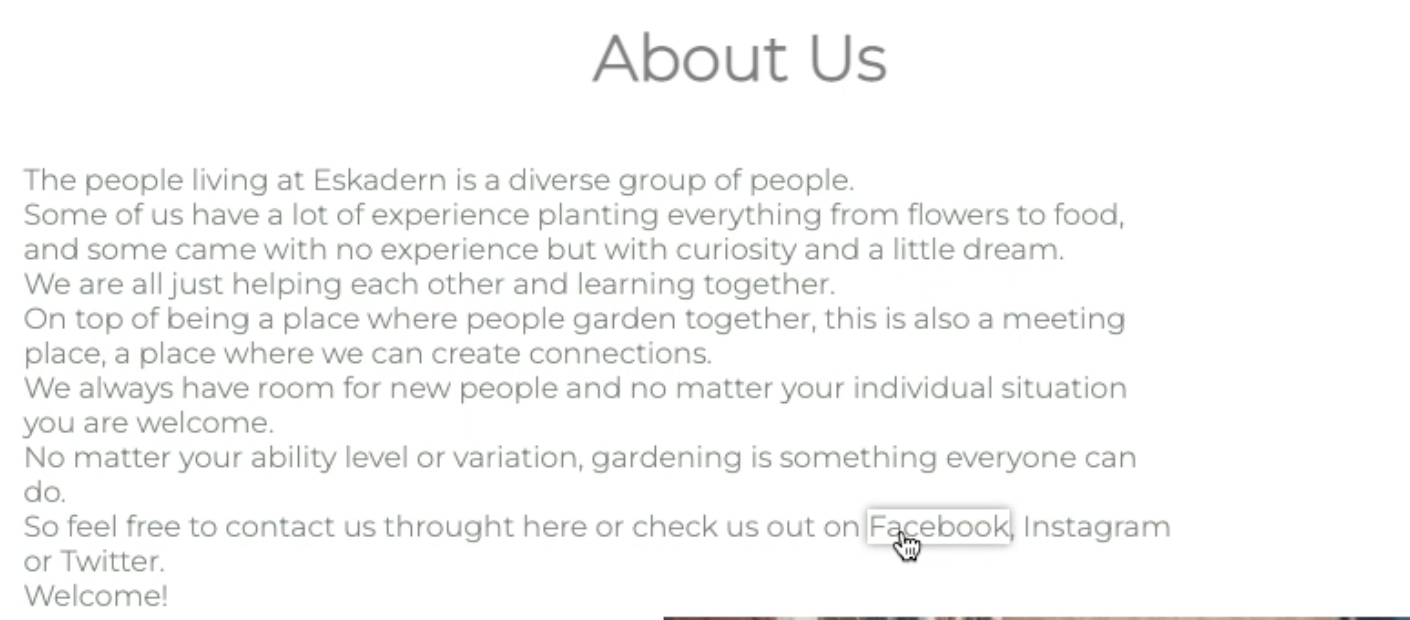 About Us
The people living at Eskadern is a diverse group of people.
Some of us have a lot of experience planting everything from flowers to food,
and some came with no experience but with curiosity and a little dream.
We are all just helping each other and learning together.
On top of being a place where people garden together, this is also a meeting
place, a place where we can create connections.
We always have room for new people and no matter your individual situation
you are welcome.
No matter your ability level or variation, gardening is something everyone can
do.
So feel free to contact us throught here or check us out on Facebook, Instagram
or Twitter.
Welcome!